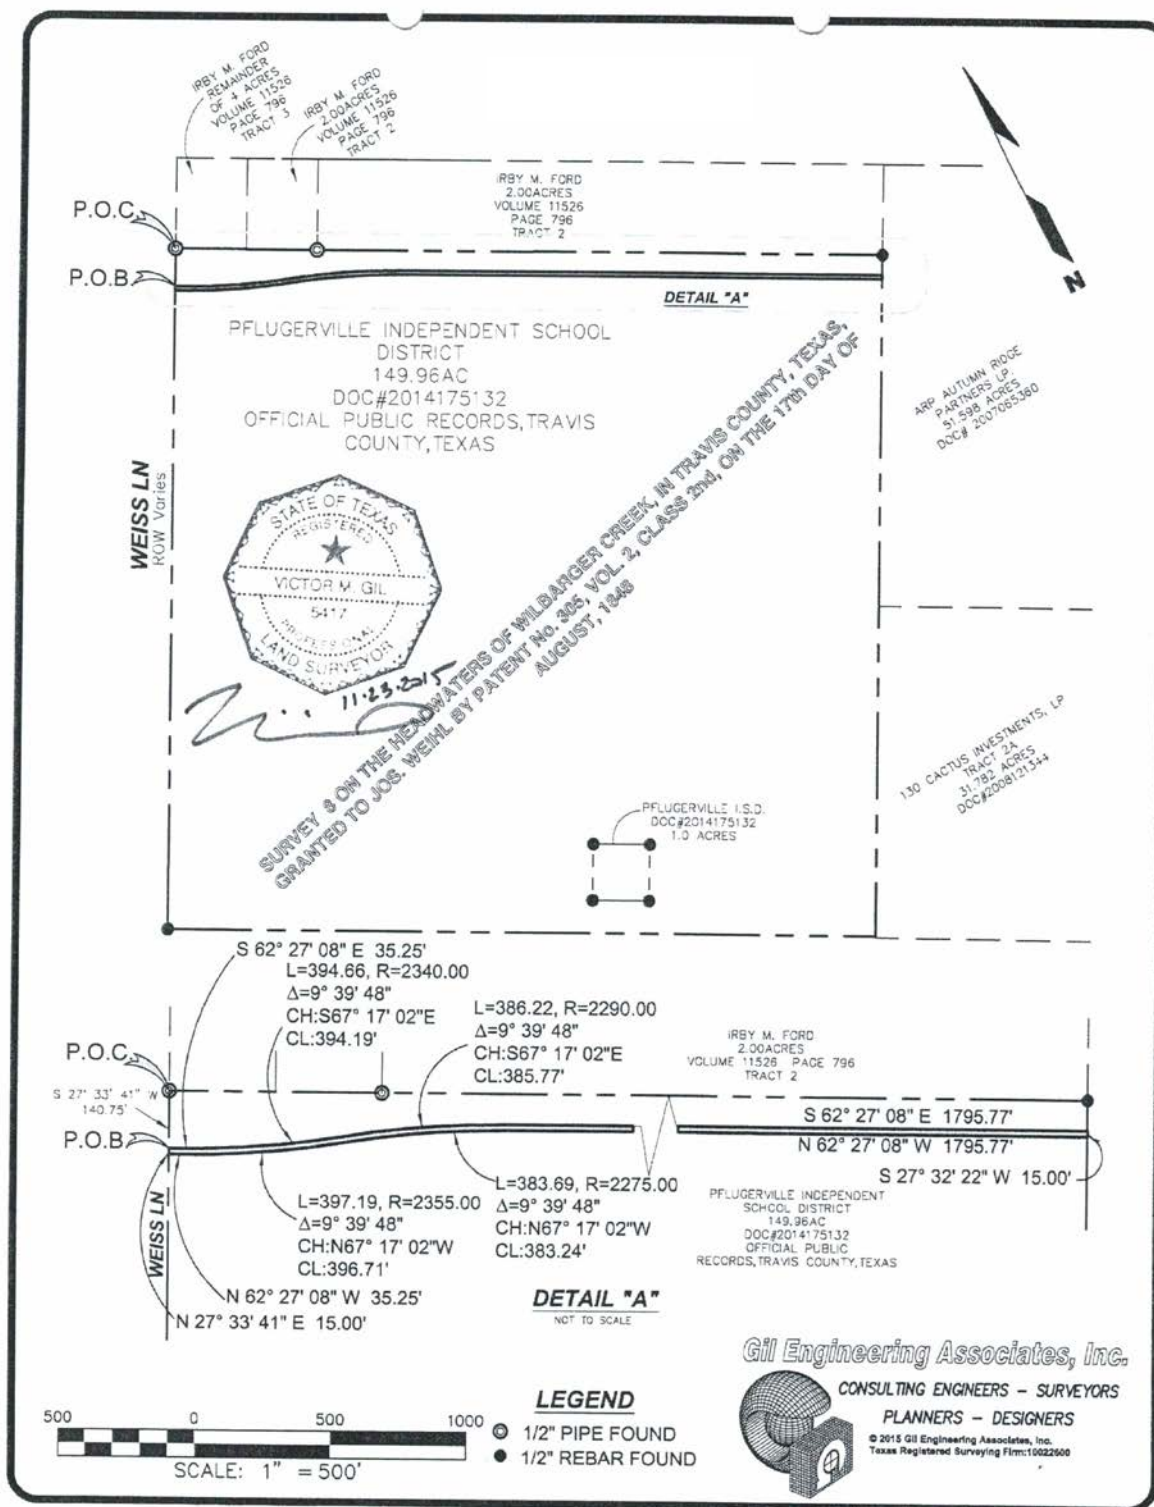 IRBY M. FORD
REMAINDER
OF 4 ACRES
VOLUME 11526
PAGE 796
TRACT 3
IRBY M. FORD
2.00ACRES
VOLUME 11526
PAGE 796
TRACT 2
IRBY M. FORD
2.00ACRES
VOLUME 11526
PAGE 796
TRACT 2
P.O.C.
P.O.B.
N
DETAIL "A"
PFLUGERVILLE INDEPENDENT SCHOOL
DISTRICT
149.96AC
DOC#2014175132
OFFICIAL PUBLIC RECORDS,TRAVIS
COUNTY,TEXAS
ARP AUTUMN RIDGE
PARTNERS LP.
51.598 ACRES
DOC# 2007065360
WEISS LN
ROW Varies
STATE OF TEXAS
REGISTERED
VICTOR M. GIL
5417
PROFESSIONAL
LAND SURVEYOR
11·23·2015
SURVEY 8 ON THE HEADWATERS OF WILBARGER CREEK, IN TRAVIS COUNTY, TEXAS,
GRANTED TO JOS. WEIHL BY PATENT No. 305, VOL. 2, CLASS 2nd, ON THE 17th DAY OF
AUGUST, 1848
130 CACTUS INVESTMENTS, LP
TRACT 2A
31.782 ACRES
DOC#2008121344
PFLUGERVILLE I.S.D.
DOC#2014175132
1.0 ACRES
S 62° 27' 08" E 35.25'
L=394.66, R=2340.00
Δ=9° 39' 48"
CH:S67° 17' 02"E
CL:394.19'
L=386.22, R=2290.00
Δ=9° 39' 48"
CH:S67° 17' 02"E
CL:385.77'
IRBY M. FORD
2.00ACRES
VOLUME 11526 PAGE 796
TRACT 2
P.O.C.
S 27° 33' 41" W
140.75'
P.O.B.
S 62° 27' 08" E 1795.77'
N 62° 27' 08" W 1795.77'
S 27° 32' 22" W 15.00'
L=397.19, R=2355.00
Δ=9° 39' 48"
CH:N67° 17' 02"W
CL:396.71'
L=383.69, R=2275.00
Δ=9° 39' 48"
CH:N67° 17' 02"W
CL:383.24'
PFLUGERVILLE INDEPENDENT
SCHOOL DISTRICT
149.96AC
DOC#2014175132
OFFICIAL PUBLIC
RECORDS,TRAVIS COUNTY,TEXAS
WEISS LN
N 62° 27' 08" W 35.25'
N 27° 33' 41" E 15.00'
DETAIL "A"
NOT TO SCALE
Gil Engineering Associates, Inc.
CONSULTING ENGINEERS - SURVEYORS
PLANNERS - DESIGNERS
© 2015 Gil Engineering Associates, Inc.
Texas Registered Surveying Firm:10022600
LEGEND
1/2" PIPE FOUND
1/2" REBAR FOUND
500 0 500 1000
SCALE: 1" = 500'